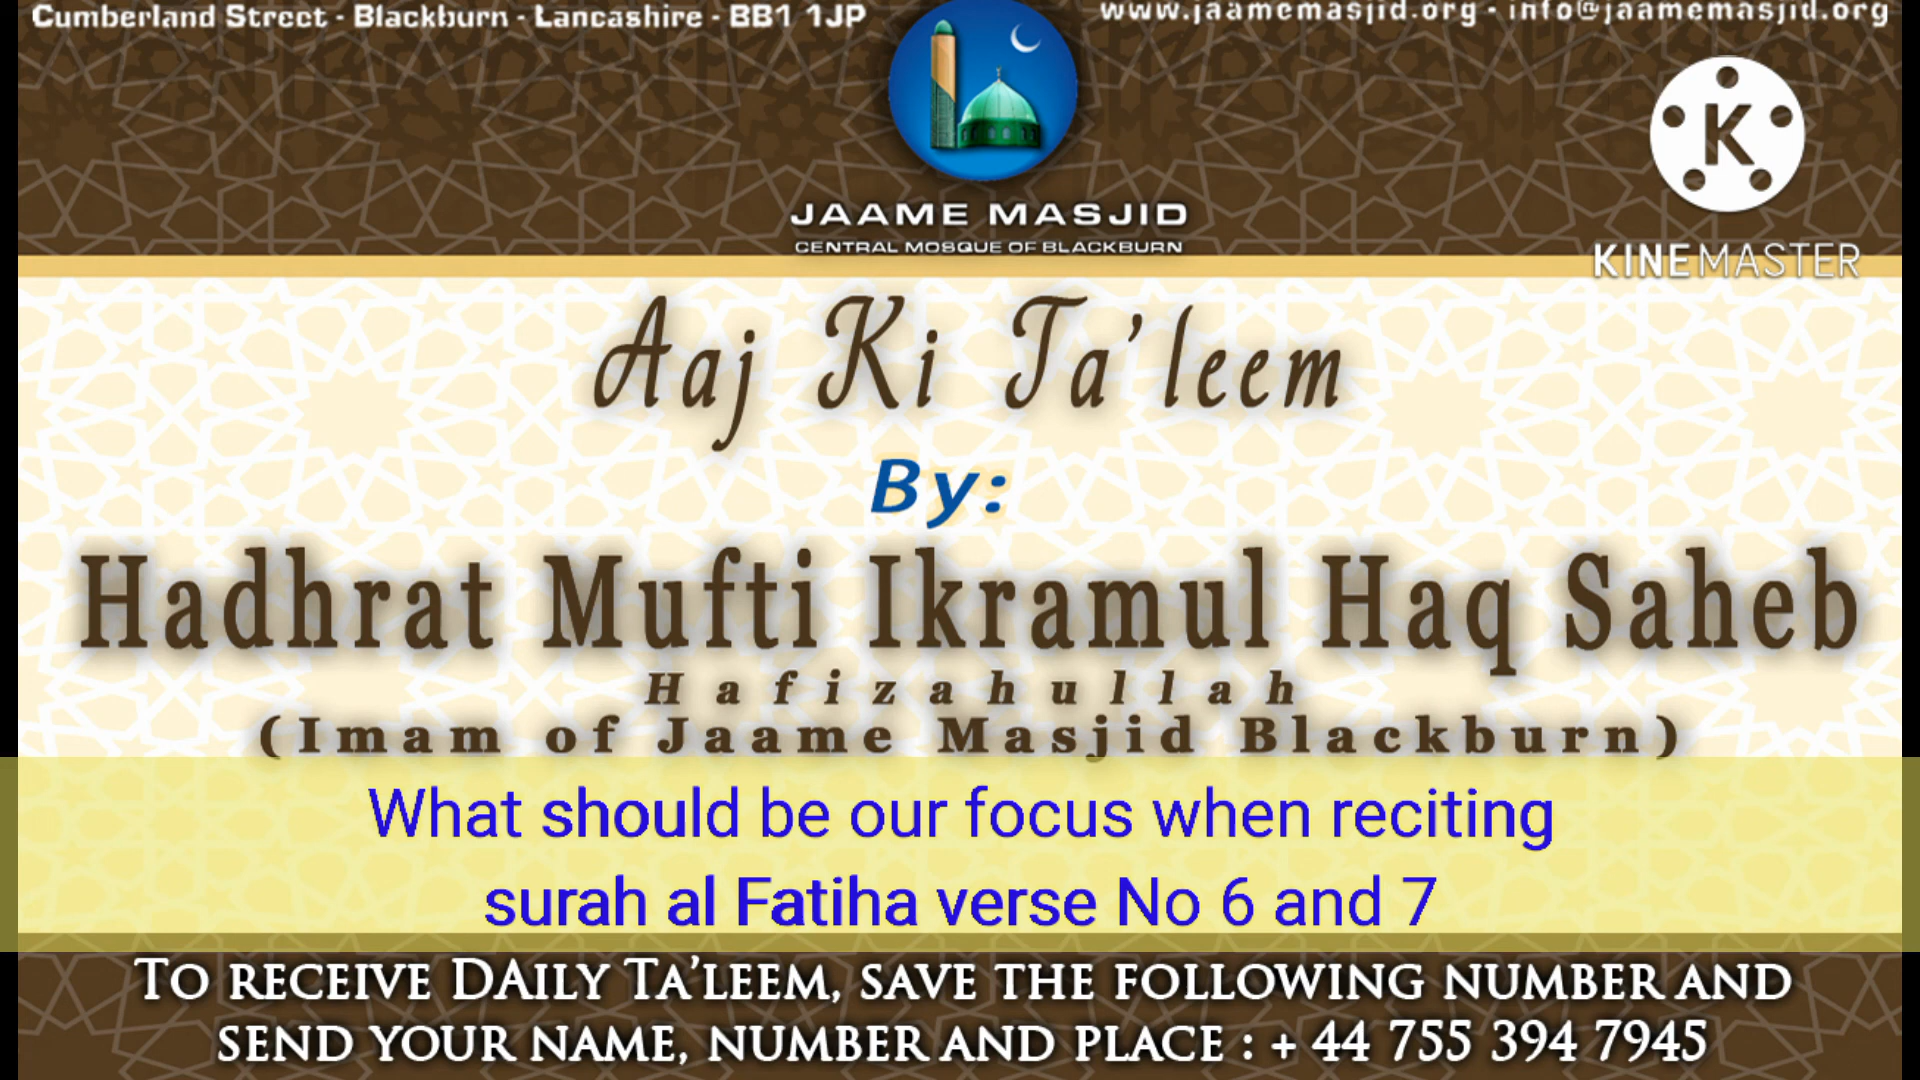 Cumberland Street - Blackburn - Lancashire - BB1 1JP
www.jaamemasjid.org - info@jaamemasjid.org
K
KINEMASTER
JAAME MASJID
CENTRAL MOSQUE OF BLACKBURN
Aaj Ki Ta'leem
By:
Hadhrat Mufti Ikramul Haq Saheb
Hafizahullah
(Imam of Jaame Masjid Blackburn)
What should be our focus when reciting
surah al Fatiha verse No 6 and 7
To receive DAily Ta'leem, save the following number and
send your name, number and place : + 44 755 394 7945